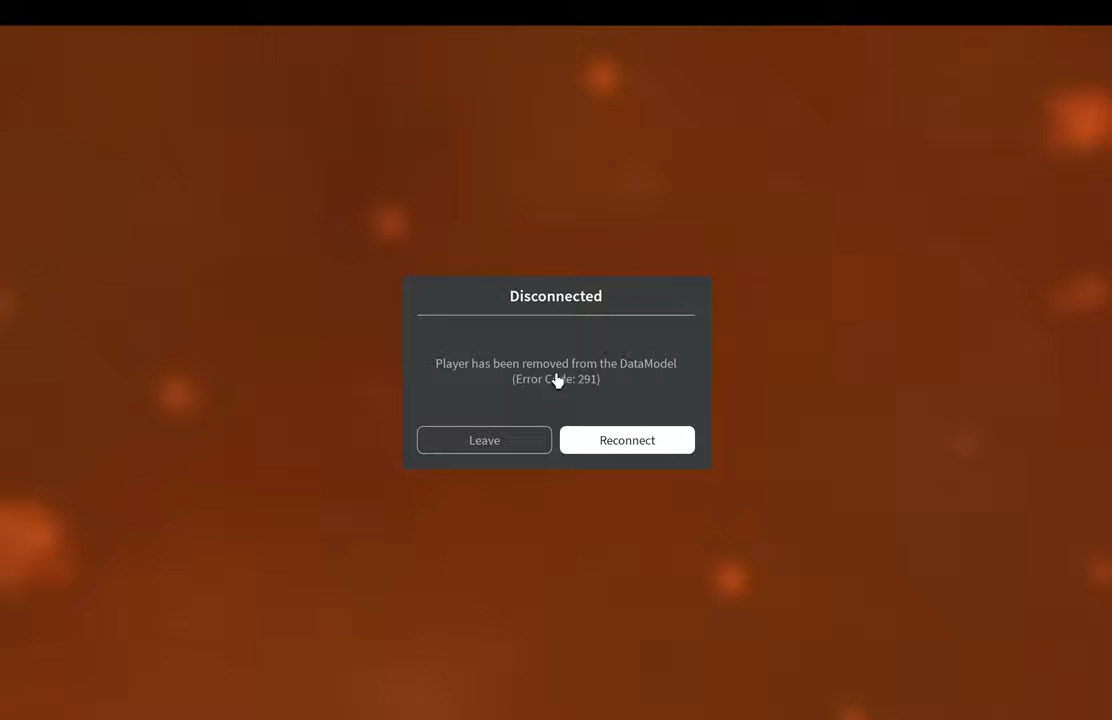 Disconnected
Player has been removed from the DataModel
(Error Code: 291)
Leave
Reconnect